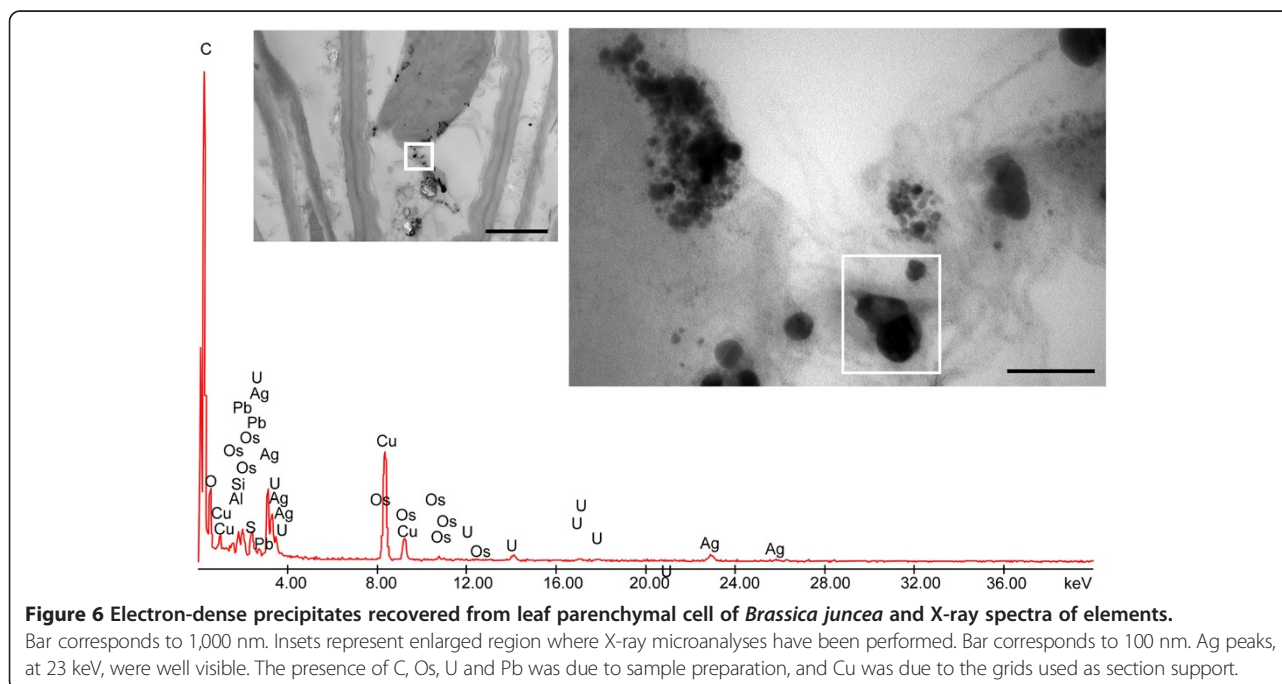 C
U
Ag
Pb
Pb
Os
Os
Ag
Os
Si
U
O
Al
Ag
Cu
Ag
Cu
S
U
Pb
Cu
Os
Os
Cu
Os
Os
Os
U
Os
U
U
U
U
Ag
Ag
U
4.00 8.00 12.00 16.00 20.00 24.00 28.00 32.00 36.00 keV
Figure 6 Electron-dense precipitates recovered from leaf parenchymal cell of Brassica juncea and X-ray spectra of elements.
Bar corresponds to 1,000 nm. Insets represent enlarged region where X-ray microanalyses have been performed. Bar corresponds to 100 nm. Ag peaks,
at 23 keV, were well visible. The presence of C, Os, U and Pb was due to sample preparation, and Cu was due to the grids used as section support.